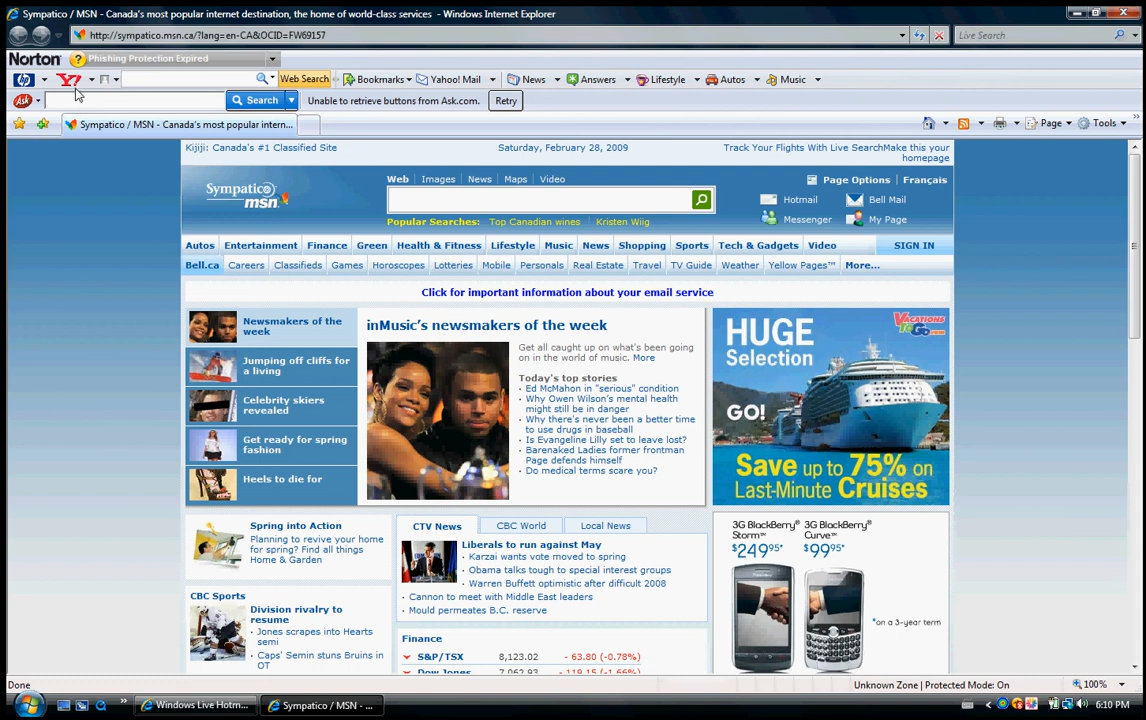 Sympatico / MSN - Canada's most popular internet destination, the home of world-class services - Windows Internet Explorer
http://sympatico.msn.ca/?lang=en-CA&OCID=FW69157
Live Search
Norton
Phishing Protection Expired
hp
Y!
Web Search
Bookmarks
Yahoo! Mail
News
Answers
Lifestyle
Autos
Music
Ask
Search
Unable to retrieve buttons from Ask.com.
Retry
Sympatico / MSN - Canada's most popular intern...
Page
Tools
Kijiji: Canada's #1 Classified Site
Saturday, February 28, 2009
Track Your Flights With Live SearchMake this your
homepage
Sympatico
msn
Web Images News Maps Video
Page Options Français
Hotmail Bell Mail
Messenger My Page
Popular Searches: Top Canadian wines Kristen Wiig
Autos Entertainment Finance Green Health & Fitness Lifestyle Music News Shopping Sports Tech & Gadgets Video SIGN IN
Bell.ca Careers Classifieds Games Horoscopes Lotteries Mobile Personals Real Estate Travel TV Guide Weather Yellow Pages™ More...
Click for important information about your email service
Newsmakers of the
week
Jumping off cliffs for
a living
Celebrity skiers
revealed
Get ready for spring
fashion
Heels to die for
inMusic's newsmakers of the week
Get all caught up on what's been going
on in the world of music. More
Today's top stories
Ed McMahon in "serious" condition
Why Owen Wilson's mental health
might still be in danger
Why there's never been a better time
to use drugs in baseball
Is Evangeline Lilly set to leave lost?
Barenaked Ladies former frontman
Page defends himself
Do medical terms scare you?
VACATIONS
To GO.com
HUGE
Selection
GO!
Save up to 75% on
Last-Minute Cruises
Spring into Action
Planning to revive your home
for spring? Find all things
Home & Garden
CBC Sports
Division rivalry to
resume
Jones scrapes into Hearts
semi
Caps' Semin stuns Bruins in
OT
CTV News CBC World Local News
Liberals to run against May
Karzai wants vote moved to spring
Obama talks tough to special interest groups
Warren Buffett optimistic after difficult 2008
Cannon to meet with Middle East leaders
Mould permeates B.C. reserve
Finance
S&P/TSX 8,123.02 - 63.80 (-0.78%)
Dow Jones 7,062.93 - 119.15 (-1.66%)
3G BlackBerry®
Storm™
$249.95*
3G BlackBerry®
Curve™
$99.95*
*on a 3-year term
Done
Unknown Zone | Protected Mode: On
100%
Windows Live Hotm...
Sympatico / MSN - ...
6:10 PM